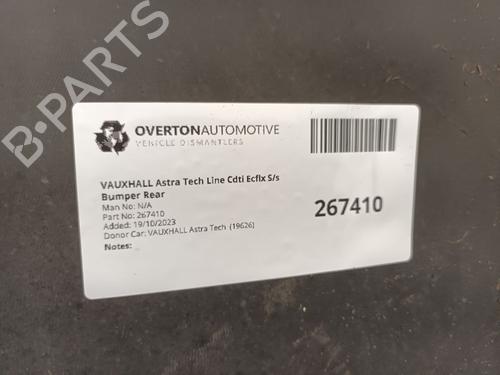 B-PARTS
OVERTONAUTOMOTIVE
VEHICLE DISMANTLERS
VAUXHALL Astra Tech Line Cdti Ecflx S/s
Bumper Rear
Man No: N/A
Part No: 267410
Added: 19/10/2023
Donor Car: VAUXHALL Astra Tech (19626)
Notes:
267410